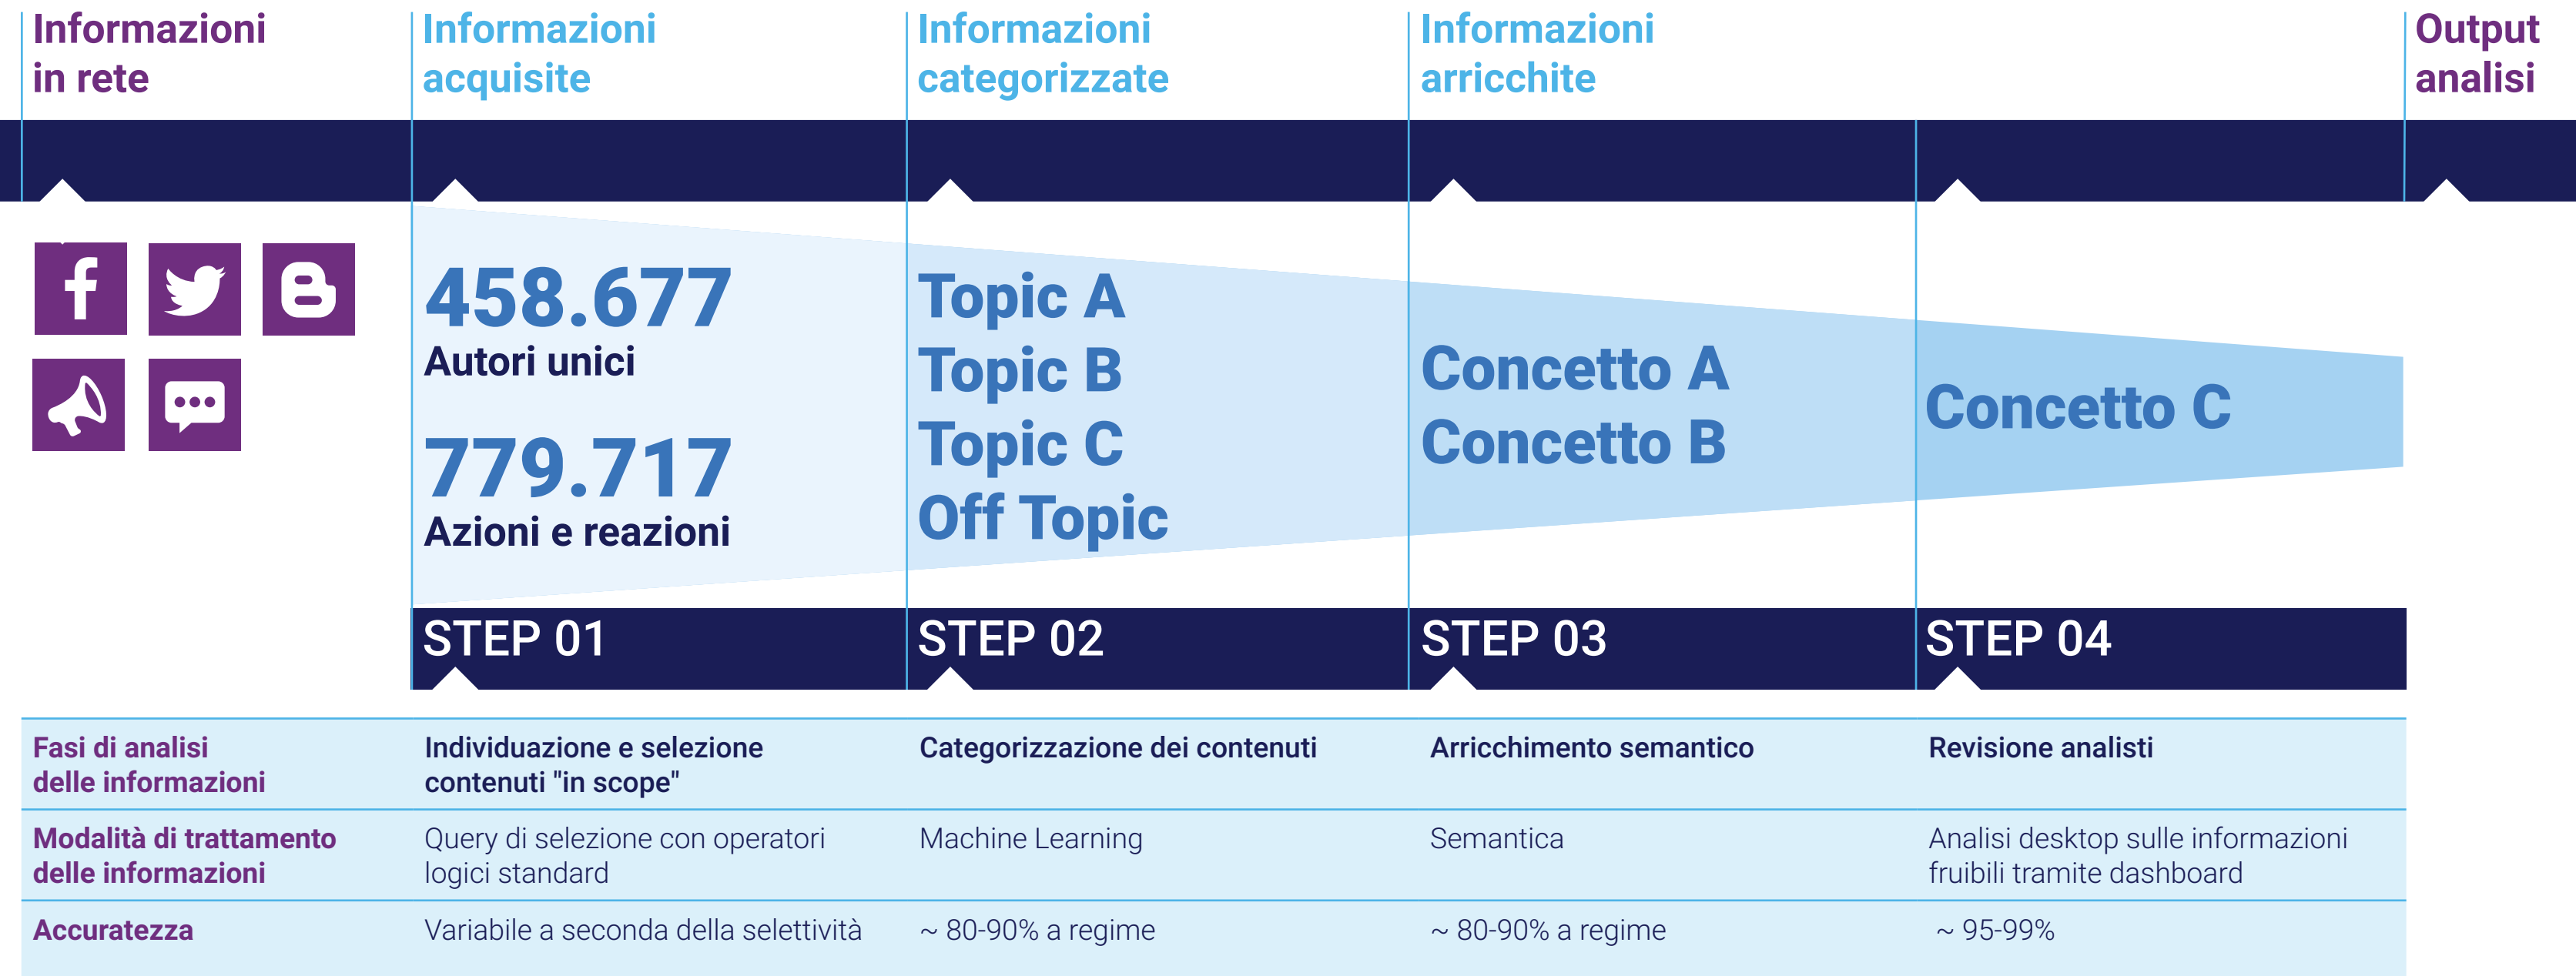 Informazioni
in rete
Informazioni
acquisite
Informazioni
categorizzate
Informazioni
arricchite
Output
analisi
458.677
Autori unici
779.717
Azioni e reazioni
Topic A
Topic B
Topic C
Off Topic
Concetto A
Concetto B
Concetto C
STEP 01
STEP 02
STEP 03
STEP 04
Fasi di analisi
delle informazioni
Individuazione e selezione
contenuti "in scope"
Categorizzazione dei contenuti
Arricchimento semantico
Revisione analisti
Modalità di trattamento
delle informazioni
Query di selezione con operatori
logici standard
Machine Learning
Semantica
Analisi desktop sulle informazioni
fruibili tramite dashboard
Accuratezza
Variabile a seconda della selettività
~ 80-90% a regime
~ 80-90% a regime
~ 95-99%